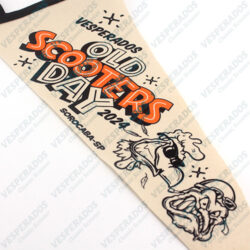 VESPERADOS
OLD
SCOOTERS
DAY
2024
SOROCABA-SP